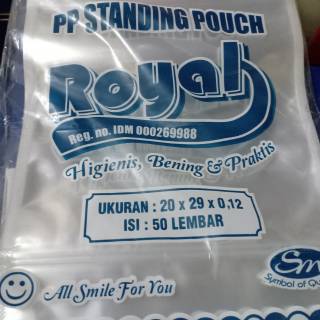 PP STANDING POUCH
Royal
Reg. no. IDM 000269988
Higienis, Bening & Praktis
UKURAN : 20 x 29 x 0.12
ISI : 50 LEMBAR
Sm
Symbol of
All Smile For You